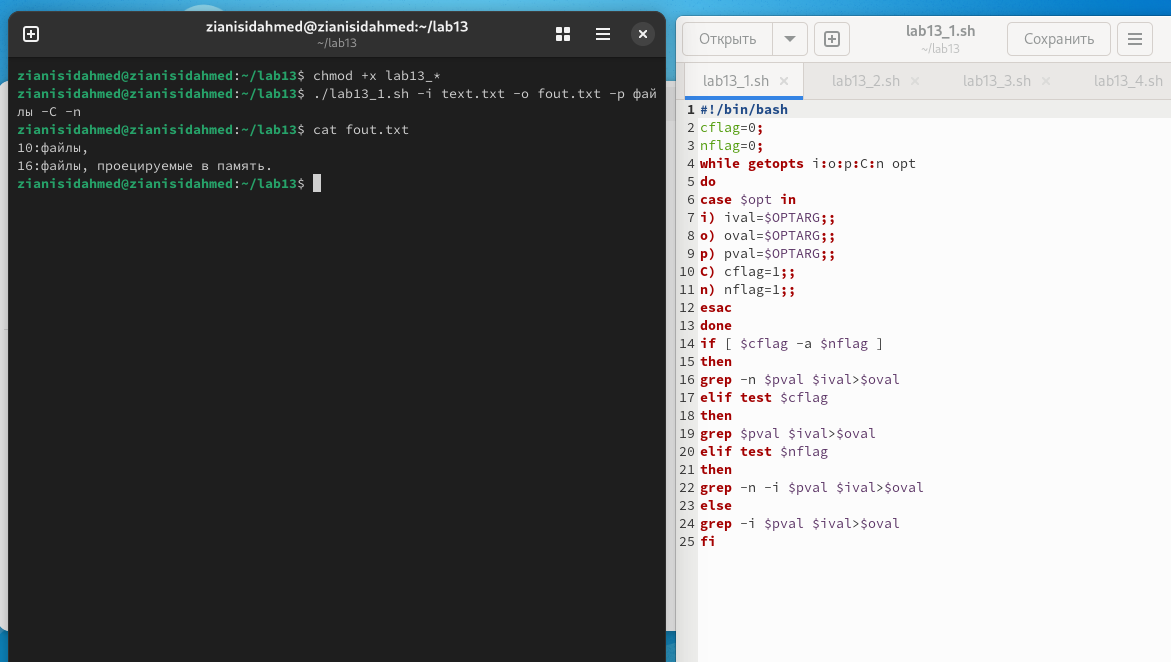 zianisidahmed@zianisidahmed:~/lab13
~/lab13
zianisidahmed@zianisidahmed:~/lab13$ chmod +x lab13_*
zianisidahmed@zianisidahmed:~/lab13$ ./lab13_1.sh -i text.txt -o fout.txt -p фай
лы -C -n
zianisidahmed@zianisidahmed:~/lab13$ cat fout.txt
10:файлы,
16:файлы, проецируемые в память.
zianisidahmed@zianisidahmed:~/lab13$
Открыть
lab13_1.sh
~/lab13
Сохранить
lab13_1.sh
lab13_2.sh
lab13_3.sh
lab13_4.sh
1 #!/bin/bash
2 cflag=0;
3 nflag=0;
4 while getopts i:o:p:C:n opt
5 do
6 case $opt in
7 i) ival=$OPTARG;;
8 o) oval=$OPTARG;;
9 p) pval=$OPTARG;;
10 C) cflag=1;;
11 n) nflag=1;;
12 esac
13 done
14 if [ $cflag -a $nflag ]
15 then
16 grep -n $pval $ival>$oval
17 elif test $cflag
18 then
19 grep $pval $ival>$oval
20 elif test $nflag
21 then
22 grep -n -i $pval $ival>$oval
23 else
24 grep -i $pval $ival>$oval
25 fi